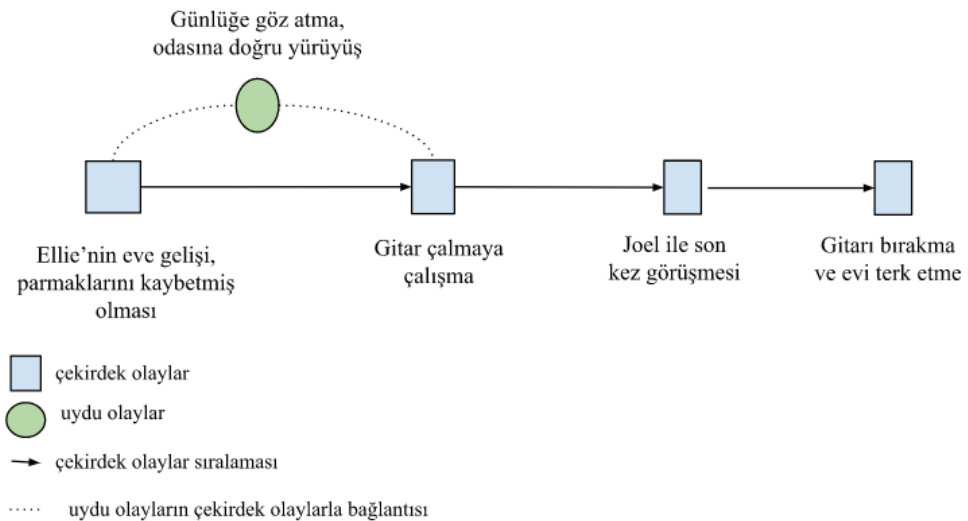 Günlüğe göz atma,
odasına doğru yürüyüş
Ellie'nin eve gelişi,
parmaklarını kaybetmiş
olması
Gitar çalmaya
çalışma
Joel ile son
kez görüşmesi
Gitarı bırakma
ve evi terk etme
çekirdek olaylar
uydu olaylar
çekirdek olaylar sıralaması
uydu olayların çekirdek olaylarla bağlantısı